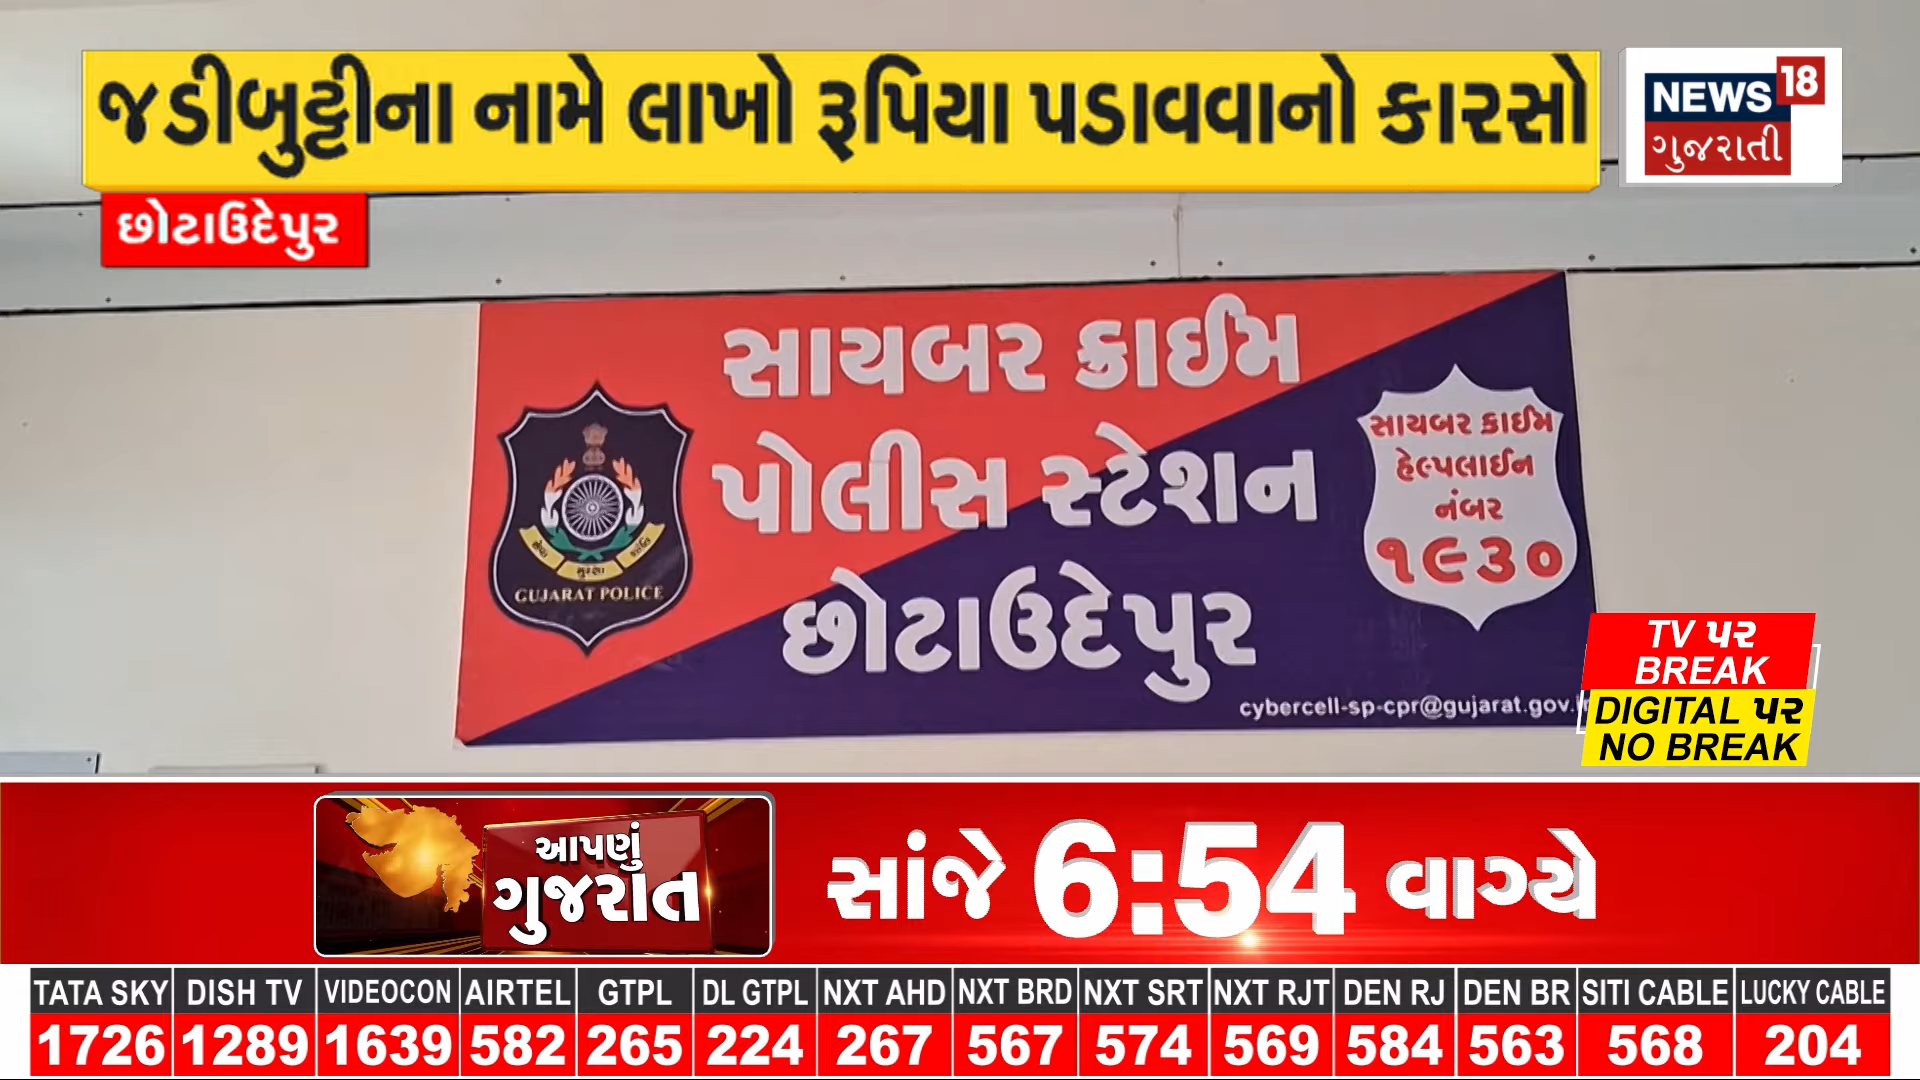 જડીબુટ્ટીના નામે લાખો રૂપિયા પડાવવાનો કારસો
NEWS 18
ગુજરાતી
છોટાઉદેપુર
સાયબર ક્રાઈમ
પોલીસ સ્ટેશન
છોટાઉદેપુર
સેવા સુરક્ષા શાંતિ
GUJARAT POLICE
સાયબર ક્રાઈમ
હેલ્પલાઈન
નંબર
૧૯૩૦
cybercell-sp-cpr@gujarat.gov.i
TV પર
BREAK
DIGITAL પર
NO BREAK
આપણું
ગુજરાત
સાંજે 6:54 વાગ્યે
TATA SKY DISH TV VIDEOCON AIRTEL GTPL DL GTPL NXT AHD NXT BRD NXT SRT NXT RJT DEN RJ DEN BR SITI CABLE LUCKY CABLE
1726 1289 1639 582 265 224 267 567 574 569 584 563 568 204